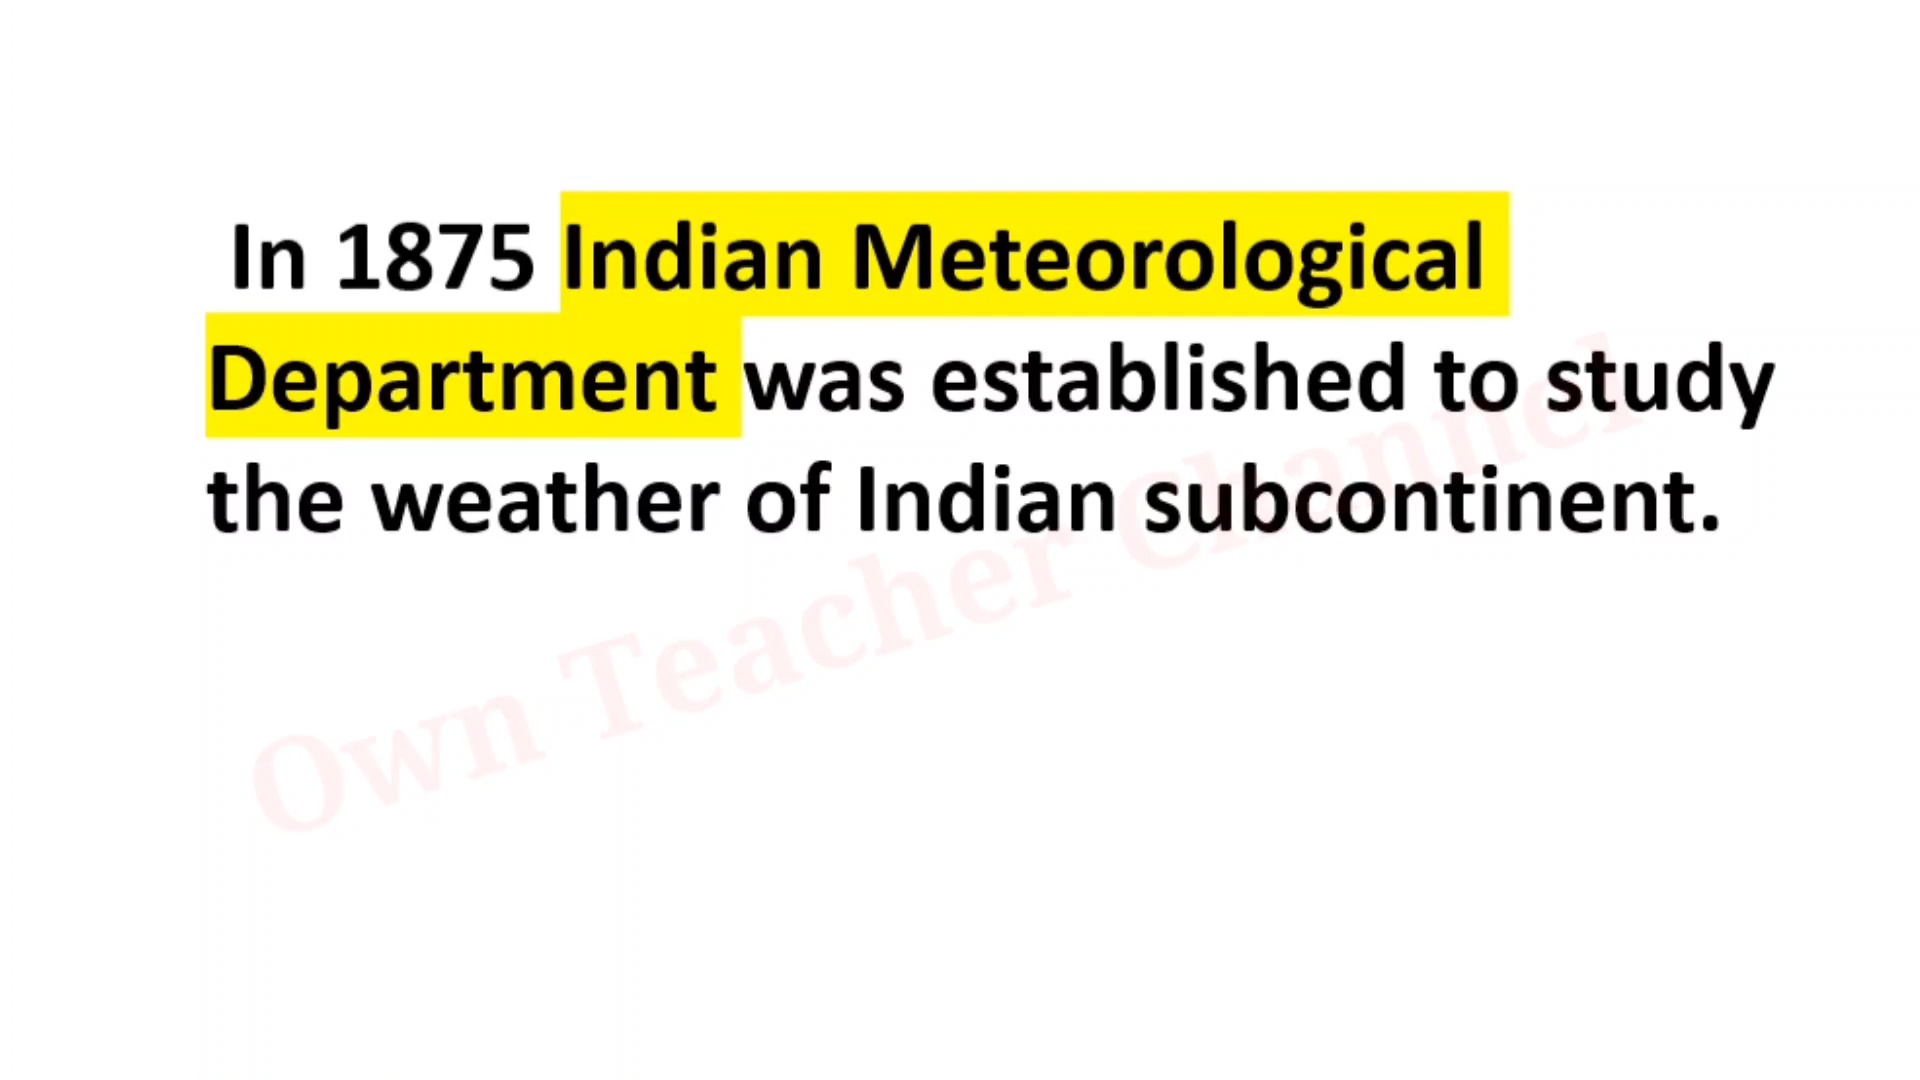 In 1875 Indian Meteorological
Department was established to study
the weather of Indian subcontinent.
Own Teacher Channel